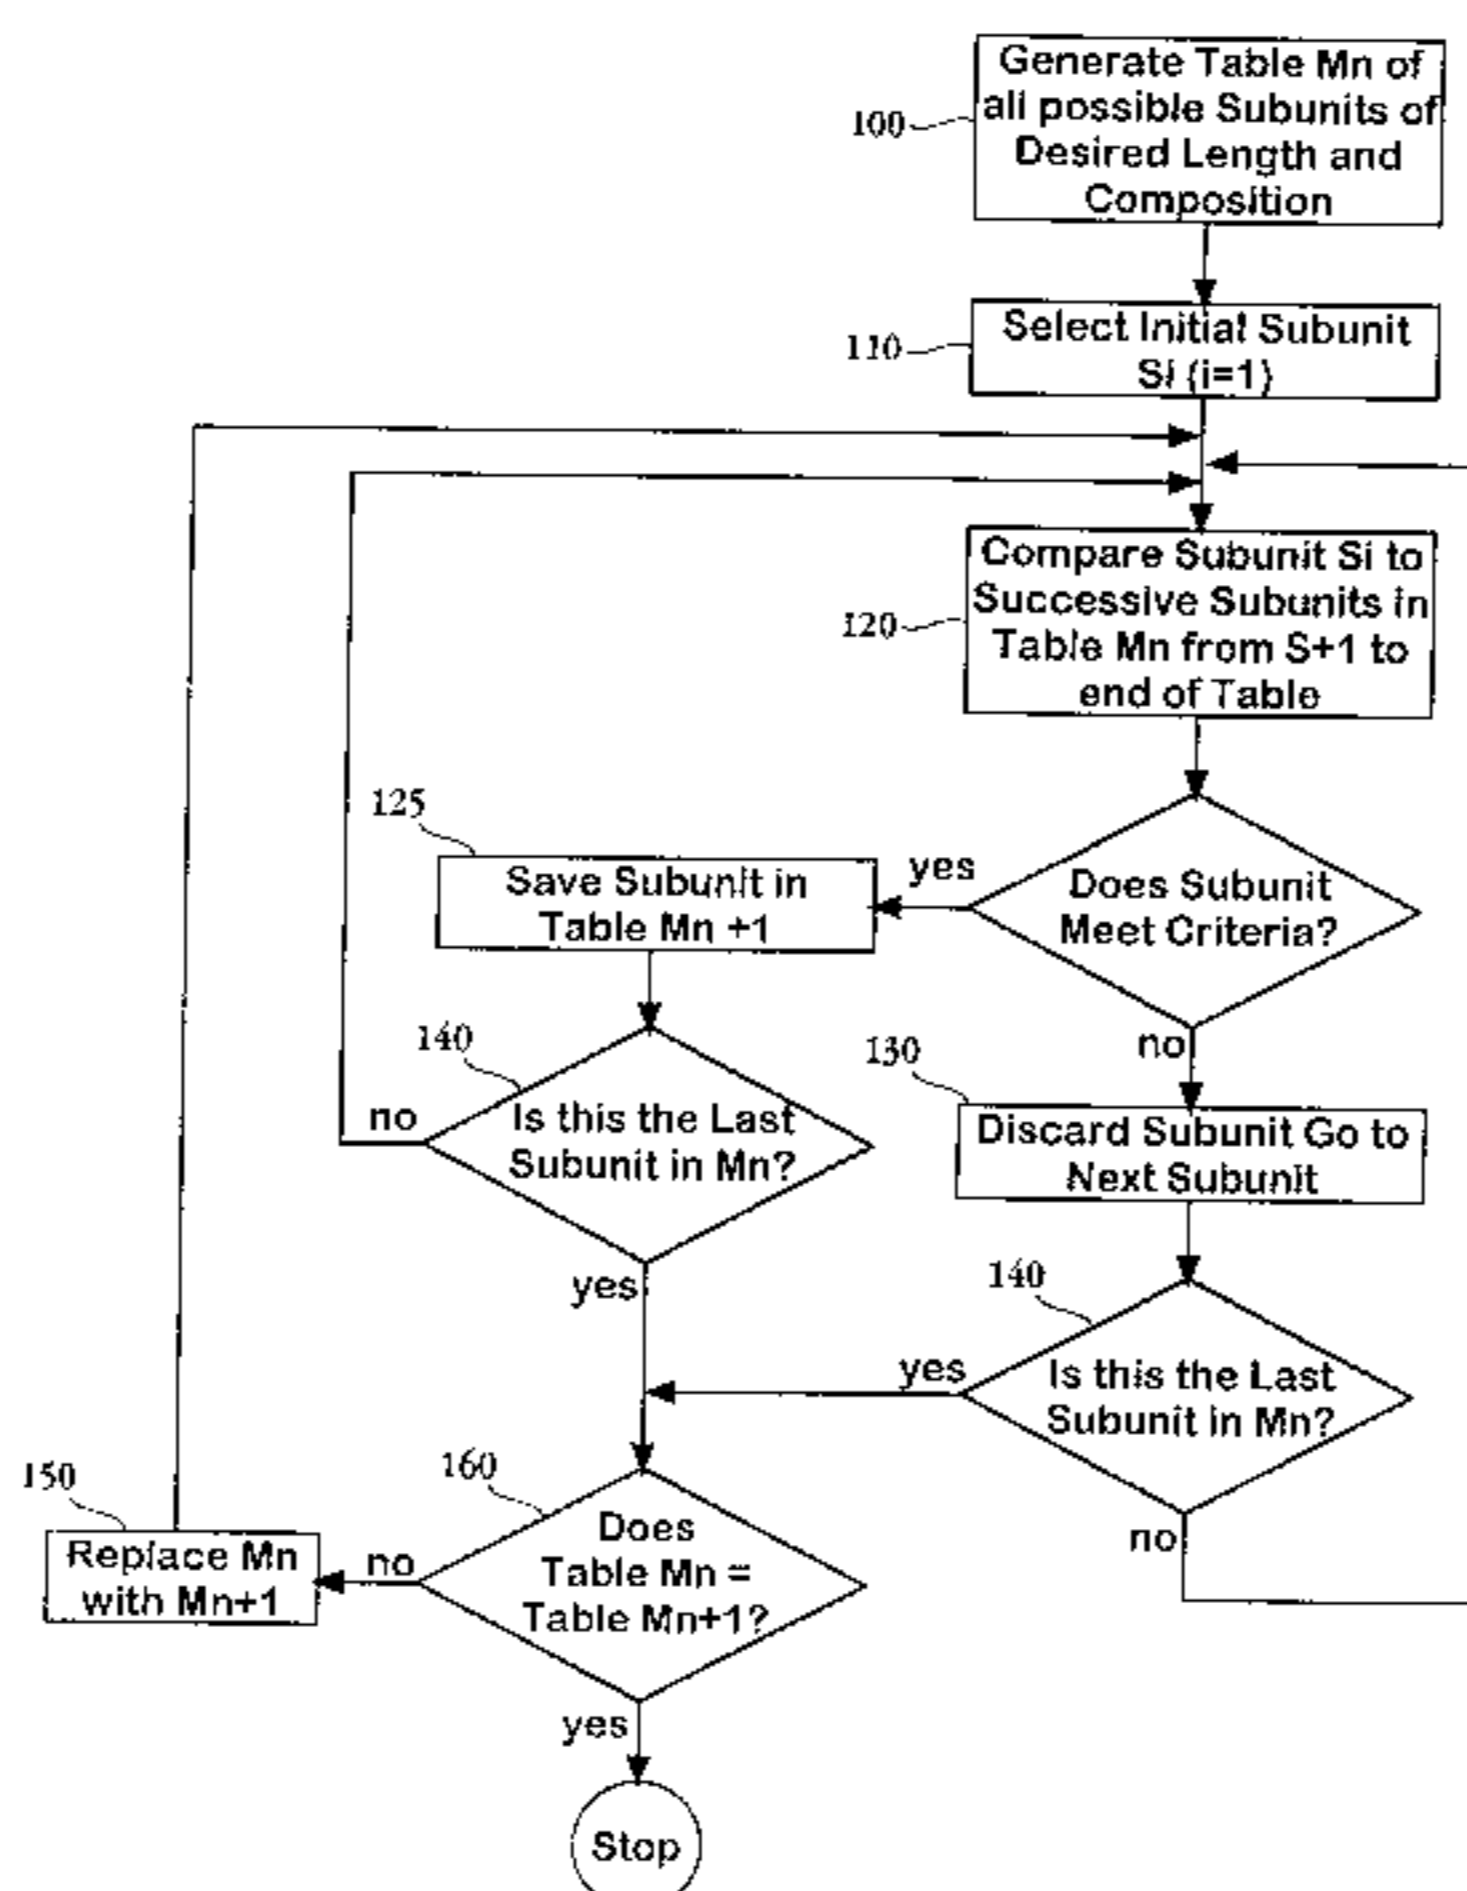 Generate Table Mn of
all possible Subunits of
Desired Length and
Composition
100
Select Initial Subunit
Si (i=1)
110
Compare Subunit Si to
Successive Subunits in
Table Mn from S+1 to
end of Table
120
125
Save Subunit in
Table Mn +1
yes
Does Subunit
Meet Criteria?
no
140
Is this the Last
Subunit in Mn?
no
yes
130
Discard Subunit Go to
Next Subunit
140
Is this the Last
Subunit in Mn?
yes
no
150
Replace Mn
with Mn+1
no
160
Does
Table Mn =
Table Mn+1?
yes
Stop